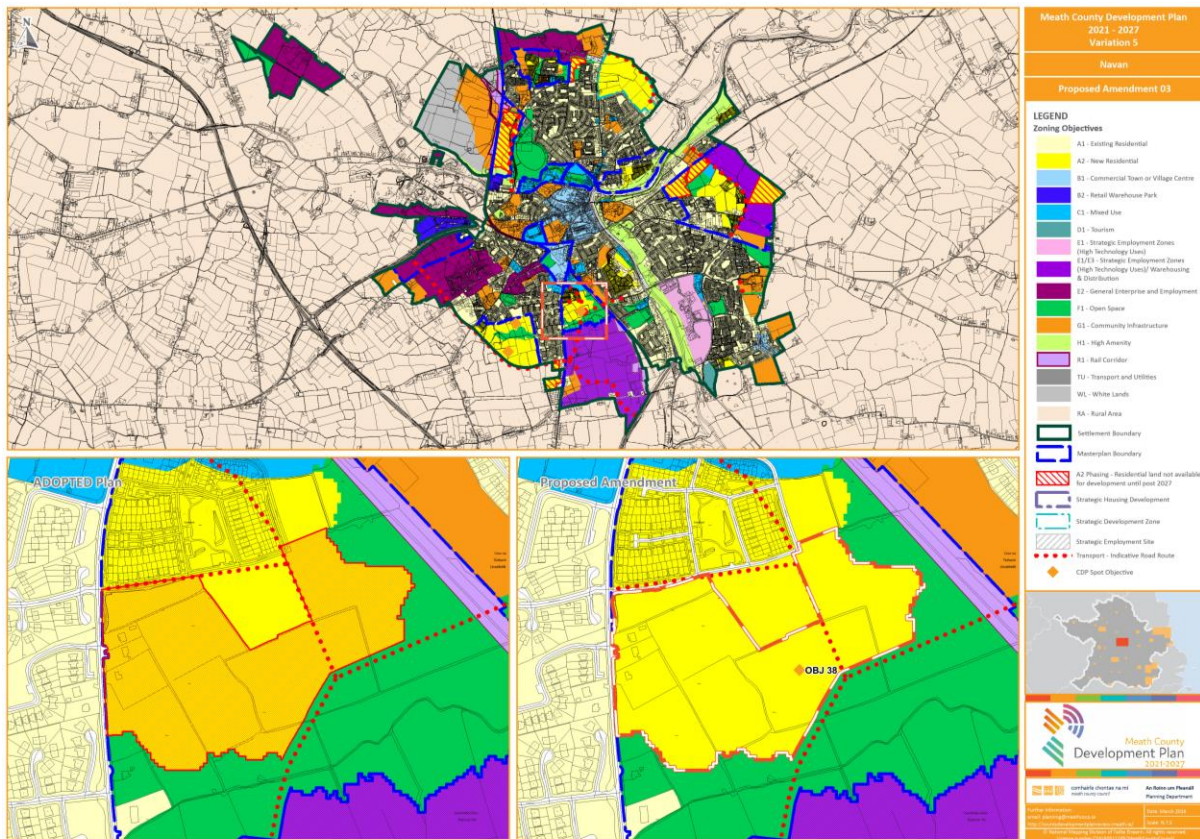 Meath County Development Plan
2021 - 2027
Variation 5
Navan
Proposed Amendment 03
LEGEND
Zoning Objectives
A1 - Existing Residential
A2 - New Residential
B1 - Commercial Town or Village Centre
B2 - Retail Warehouse Park
C1 - Mixed Use
D1 - Tourism
E1 - Strategic Employment Zones
(High Technology Uses)
E1/E3 - Strategic Employment Zones
(High Technology Uses)/ Warehousing
& Distribution
E2 - General Enterprise and Employment
F1 - Open Space
G1 - Community Infrastructure
H1 - High Amenity
R1 - Rail Corridor
TU - Transport and Utilities
WL - White Lands
RA - Rural Area
Settlement Boundary
Masterplan Boundary
A2 Phasing - Residential land not available
for development until post 2027
Strategic Housing Development
Strategic Development Zone
Strategic Employment Site
Transport - Indicative Road Route
CDP Spot Objective
N
ADOPTED Plan
Proposed Amendment
OBJ 38
Meath County
Development Plan
2021-2027
comhairle chontae na mí
meath county council
An Roinn um Pleanáil
Planning Department
Further Information: